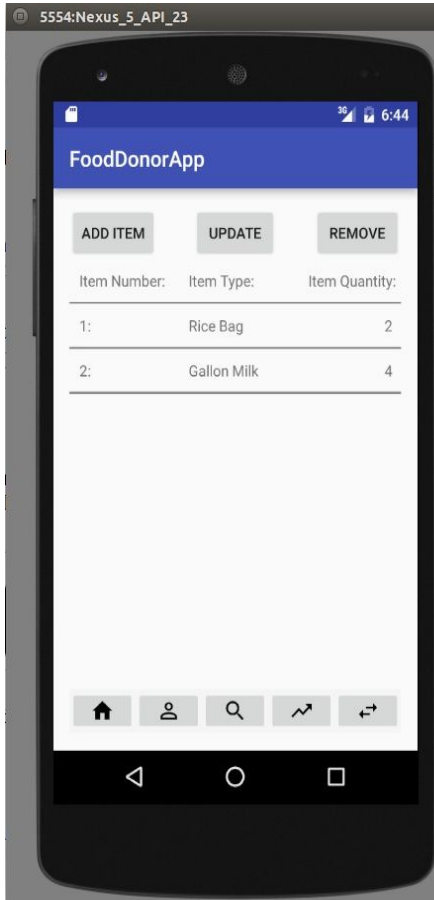 5554:Nexus_5_API_23
3G 6:44
FoodDonorApp
ADD ITEM UPDATE REMOVE
Item Number: Item Type: Item Quantity:
1: Rice Bag 2
2: Gallon Milk 4